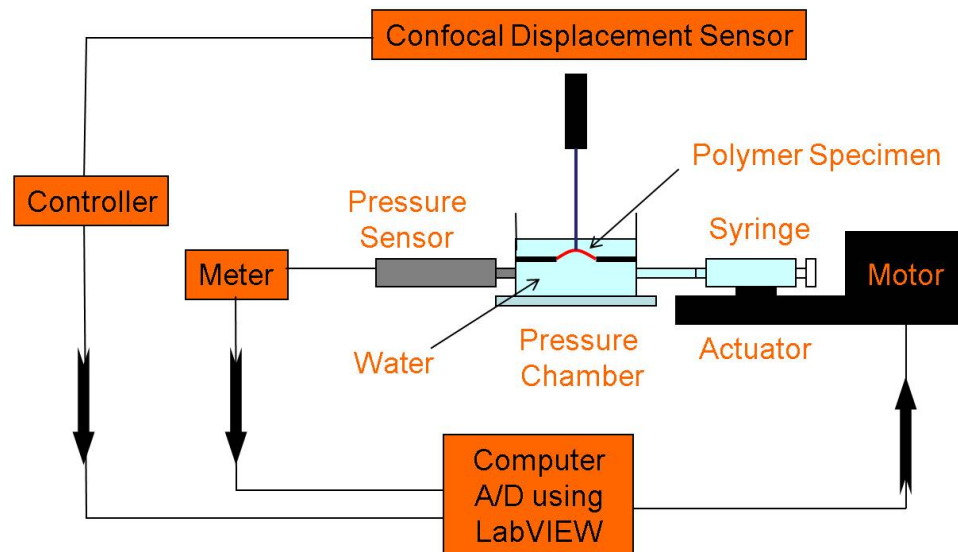 Confocal Displacement Sensor
Polymer Specimen
Controller
Pressure
Sensor
Syringe
Meter
Motor
Water
Pressure
Chamber
Actuator
Computer
A/D using
LabVIEW